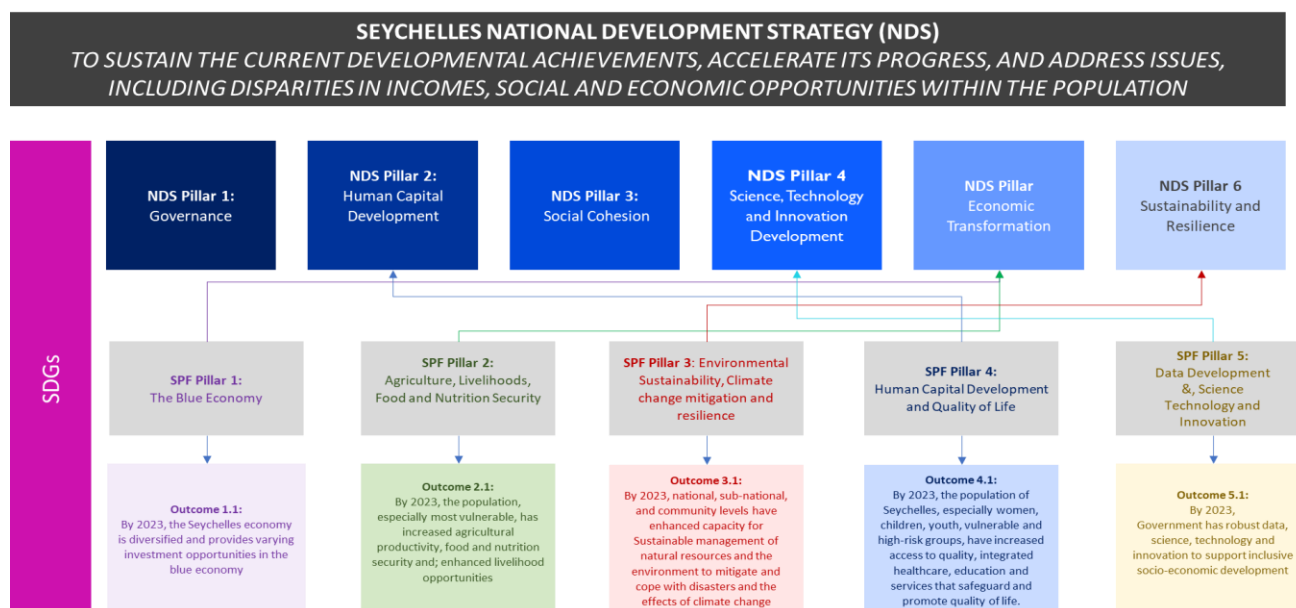 SEYCHELLES NATIONAL DEVELOPMENT STRATEGY (NDS)
TO SUSTAIN THE CURRENT DEVELOPMENTAL ACHIEVEMENTS, ACCELERATE ITS PROGRESS, AND ADDRESS ISSUES,
INCLUDING DISPARITIES IN INCOMES, SOCIAL AND ECONOMIC OPPORTUNITIES WITHIN THE POPULATION
SDGs
NDS Pillar 1:
Governance
NDS Pillar 2:
Human Capital
Development
NDS Pillar 3:
Social Cohesion
NDS Pillar 4
Science, Technology
and Innovation
Development
NDS Pillar
Economic
Transformation
NDS Pillar 6
Sustainability and
Resilience
SPF Pillar 1:
The Blue Economy
SPF Pillar 2:
Agriculture, Livelihoods,
Food and Nutrition Security
SPF Pillar 3: Environmental
Sustainability, Climate
change mitigation and
resilience
SPF Pillar 4:
Human Capital Development
and Quality of Life
SPF Pillar 5:
Data Development
&, Science
Technology and
Innovation
Outcome 1.1:
By 2023, the Seychelles economy
is diversified and provides varying
investment opportunities in the
blue economy
Outcome 2.1:
By 2023, the population,
especially most vulnerable, has
increased agricultural
productivity, food and nutrition
security and; enhanced livelihood
opportunities
Outcome 3.1:
By 2023, national, sub-national,
and community levels have
enhanced capacity for
Sustainable management of
natural resources and the
environment to mitigate and
cope with disasters and the
effects of climate change
Outcome 4.1:
By 2023, the population of
Seychelles, especially women,
children, youth, vulnerable and
high-risk groups, have increased
access to quality, integrated
healthcare, education and
services that safeguard and
promote quality of life.
Outcome 5.1:
By 2023,
Government has robust data,
science, technology and
innovation to support inclusive
socio-economic development